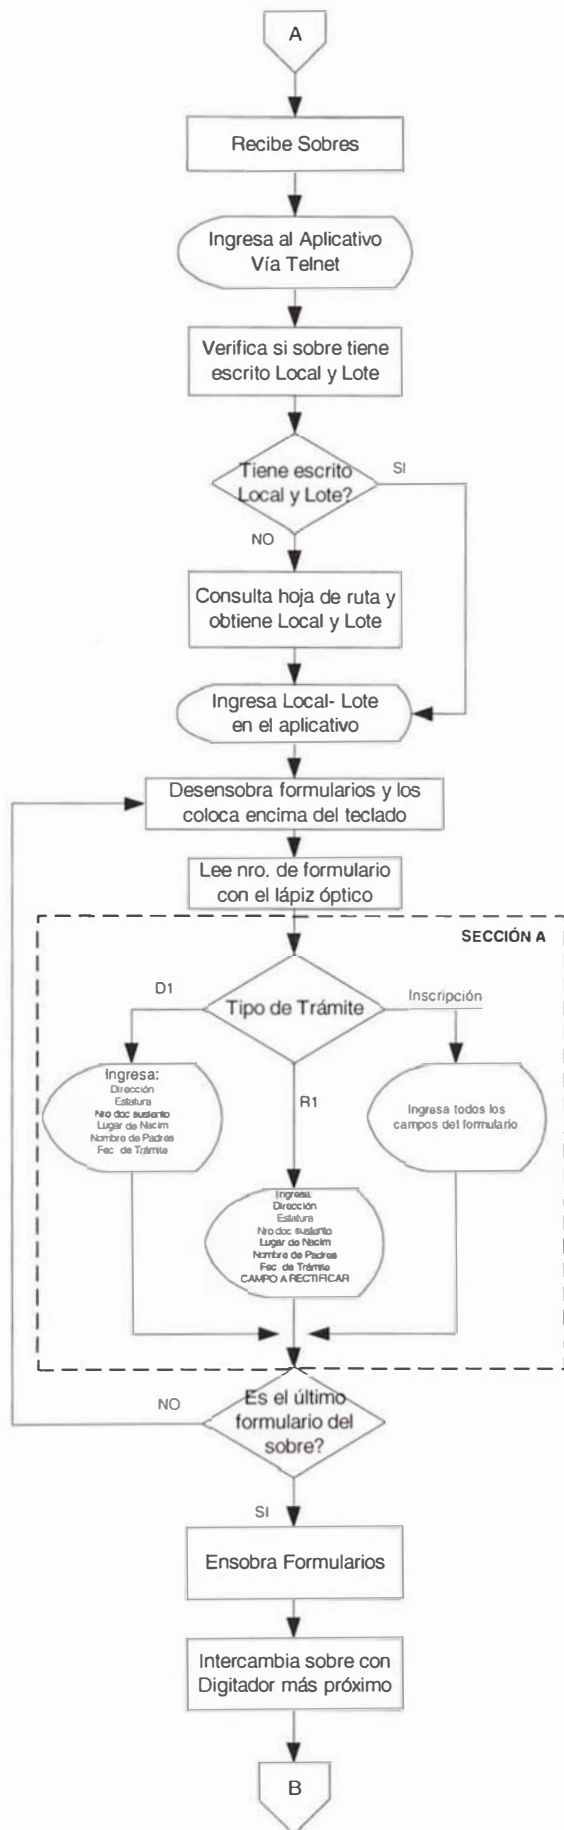 A
Recibe Sobres
Ingresa al Aplicativo
Vía Telnet
Verifica si sobre tiene
escrito Local y Lote
Tiene escrito
Local y Lote?
SI
NO
Consulta hoja de ruta y
obtiene Local y Lote
Ingresa Local- Lote
en el aplicativo
Desensobra formularios y los
coloca encima del teclado
Lee nro. de formulario
con el lápiz óptico
SECCIÓN A
D1
Tipo de Trámite
Inscripción
Ingresa:
Dirección
Estatura
Nro doc sustento
Lugar de Nacim
Nombre de Padres
Fec de Trámite
R1
Ingresa todos los
campos del formulario
Ingresa:
Dirección
Estatura
Nro doc sustento
Lugar de Nacim
Nombre de Padres
Fec de Trámite
CAMPO A RECTIFICAR
NO
Es el último
formulario del
sobre?
SI
Ensobra Formularios
Intercambia sobre con
Digitador más próximo
B